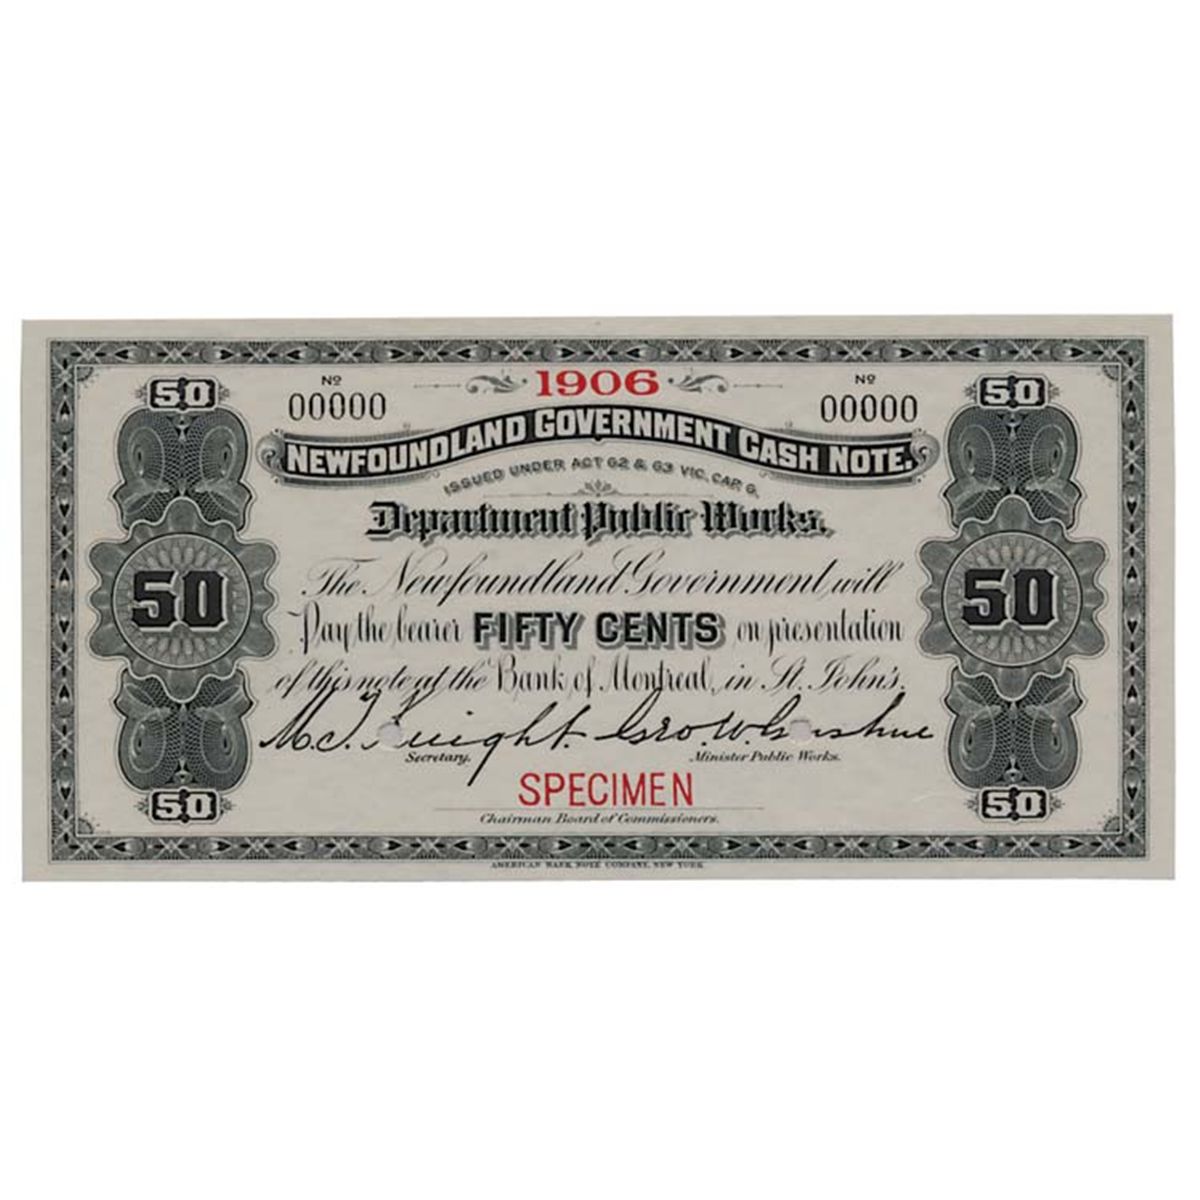 1906
50 Nº 00000 Nº 00000 50
NEWFOUNDLAND GOVERNMENT CASH NOTE.
ISSUED UNDER ACT 62 & 63 VIC, CAP. 6,
Department Public Works.
The Newfoundland Government will
50 Pay the bearer FIFTY CENTS on presentation 50
of this note at the Bank of Montreal, in St. John's.
M. J. Knight. Geo. W. Gushue
Secretary. Minister Public Works.
50 SPECIMEN 50
Chairman Board of Commissioners.
AMERICAN BANK NOTE COMPANY, NEW YORK